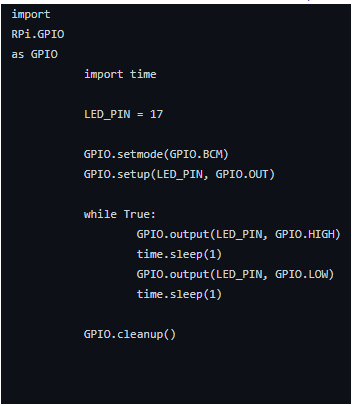 import
RPi.GPIO
as GPIO
import time
LED_PIN = 17
GPIO.setmode(GPIO.BCM)
GPIO.setup(LED_PIN, GPIO.OUT)
while True:
GPIO.output(LED_PIN, GPIO.HIGH)
time.sleep(1)
GPIO.output(LED_PIN, GPIO.LOW)
time.sleep(1)
GPIO.cleanup()